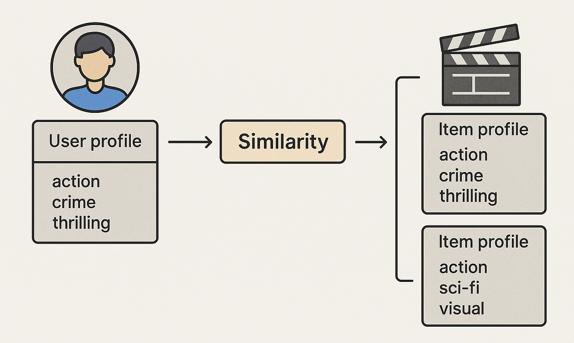 User profile
action
crime
thrilling
Similarity
Item profile
action
crime
thrilling
Item profile
action
sci-fi
visual